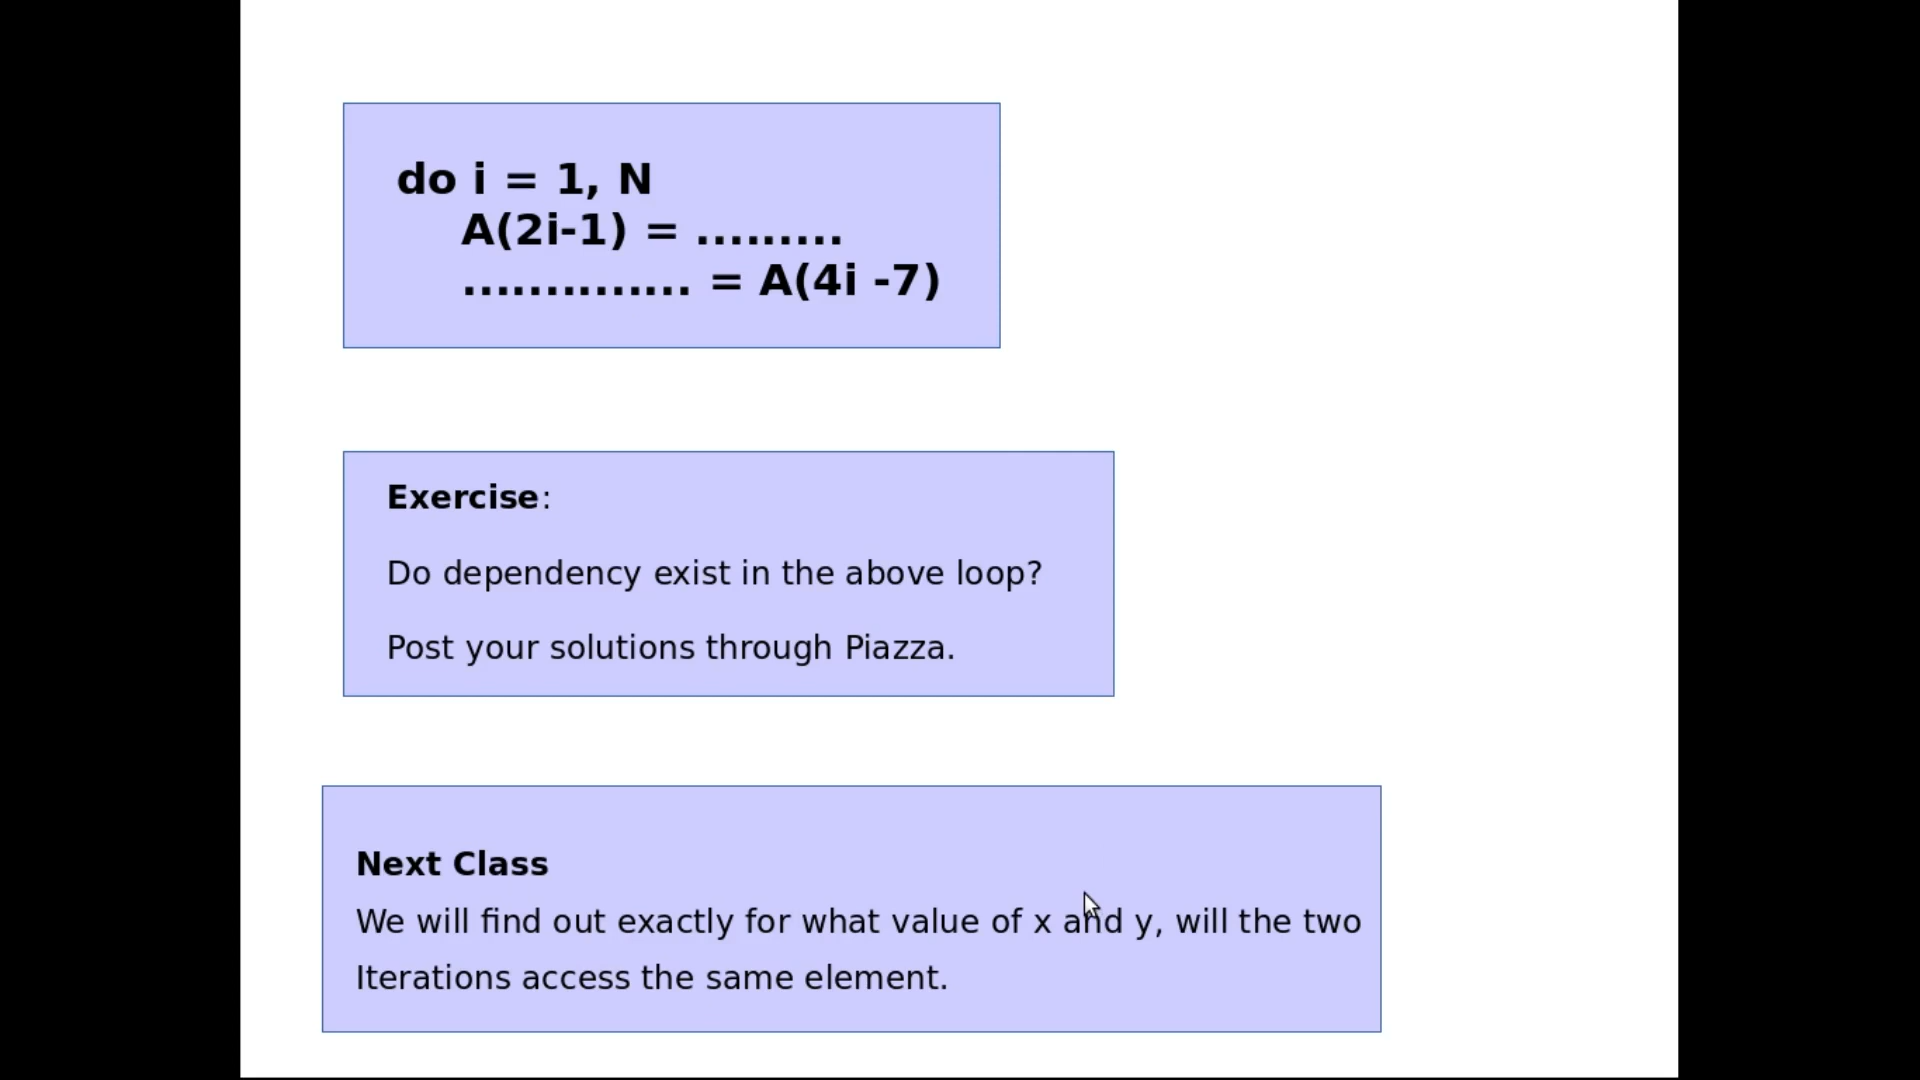 do i = 1, N
A(2i-1) = .........
.............. = A(4i -7)
Exercise:
Do dependency exist in the above loop?
Post your solutions through Piazza.
Next Class
We will find out exactly for what value of x and y, will the two
Iterations access the same element.